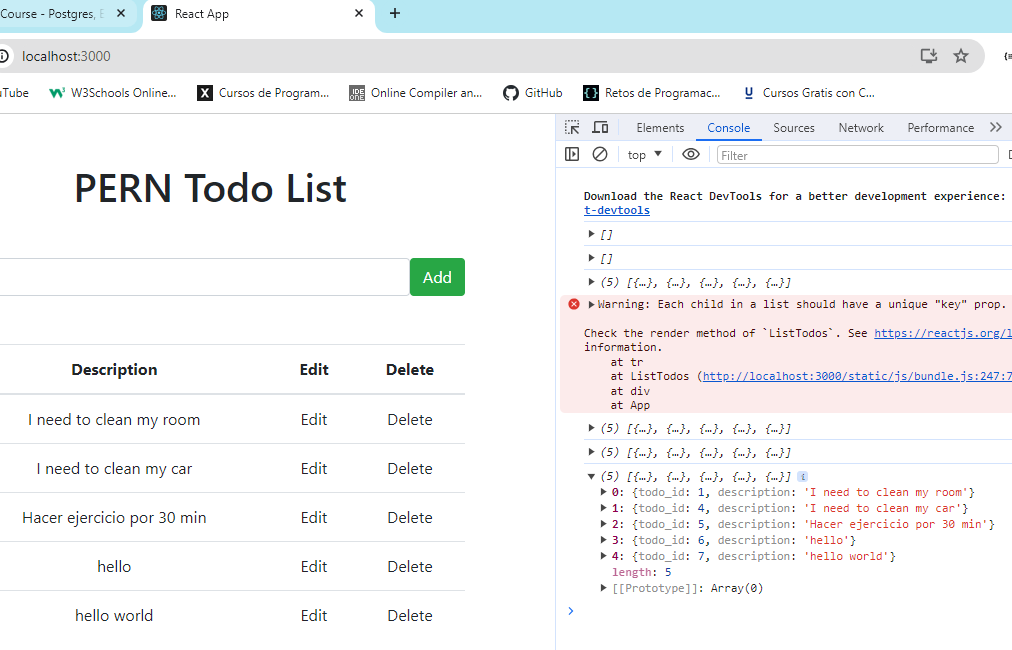 Course - Postgres, E
React App
localhost:3000
uTube
W3Schools Online...
Cursos de Program...
Online Compiler an...
GitHub
Retos de Programac...
Cursos Gratis con C...
Elements Console Sources Network Performance
top Filter
PERN Todo List
Add
Description Edit Delete
I need to clean my room Edit Delete
I need to clean my car Edit Delete
Hacer ejercicio por 30 min Edit Delete
hello Edit Delete
hello world Edit Delete
Download the React DevTools for a better development experience:
t-devtools
[]
[]
(5) [{…}, {…}, {…}, {…}, {…}]
Warning: Each child in a list should have a unique "key" prop.
Check the render method of `ListTodos`. See https://reactjs.org/l
information.
at tr
at ListTodos (http://localhost:3000/static/js/bundle.js:247:7
at div
at App
(5) [{…}, {…}, {…}, {…}, {…}]
(5) [{…}, {…}, {…}, {…}, {…}]
(5) [{…}, {…}, {…}, {…}, {…}] i
0: {todo_id: 1, description: 'I need to clean my room'}
1: {todo_id: 4, description: 'I need to clean my car'}
2: {todo_id: 5, description: 'Hacer ejercicio por 30 min'}
3: {todo_id: 6, description: 'hello'}
4: {todo_id: 7, description: 'hello world'}
length: 5
[[Prototype]]: Array(0)